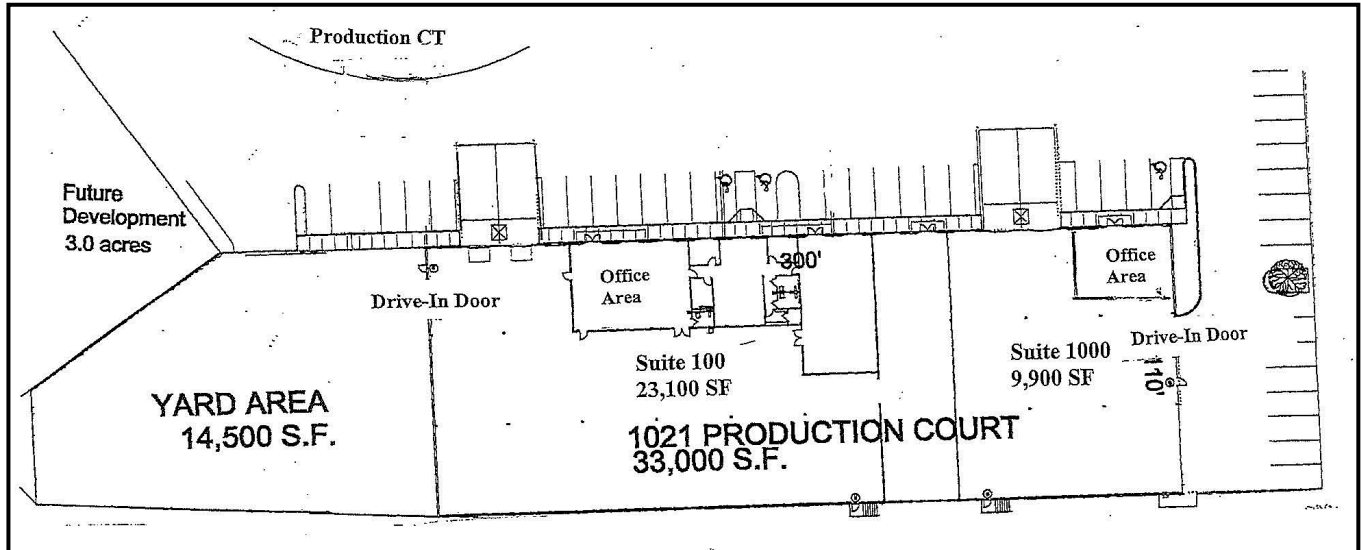 Production CT
Future
Development
3.0 acres
Drive-In Door
Office
Area
300'
Office
Area
Drive-In Door
Suite 100
23,100 SF
Suite 1000
9,900 SF
110'
YARD AREA
14,500 S.F.
1021 PRODUCTION COURT
33,000 S.F.